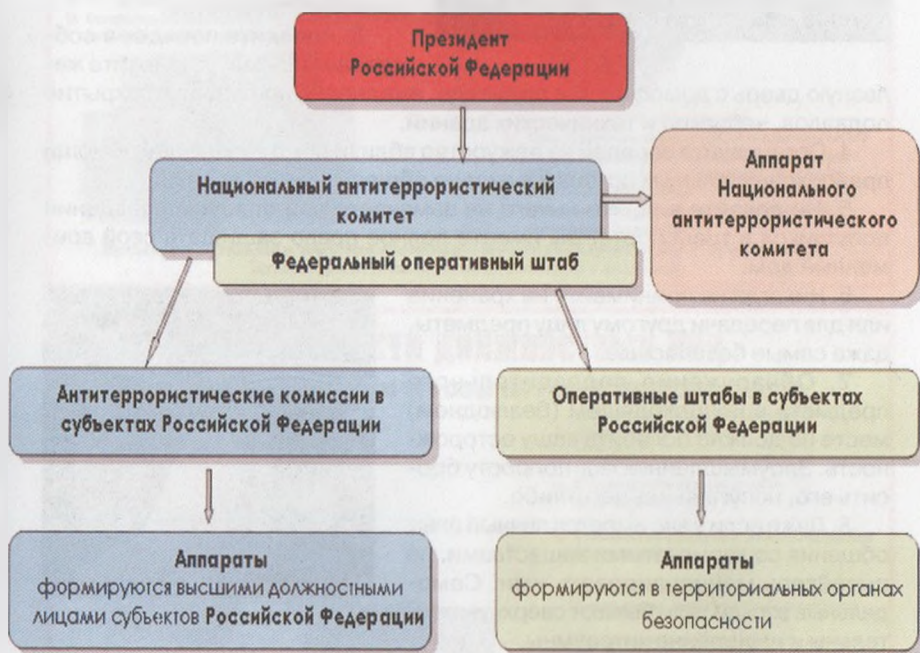 Президент
Российской Федерации
Национальный антитеррористический
комитет
Аппарат
Национального
антитеррористического
комитета
Федеральный оперативный штаб
Антитеррористические комиссии в
субъектах Российской Федерации
Оперативные штабы в субъектах
Российской Федерации
Аппараты
формируются высшими должностными
лицами субъектов Российской Федерации
Аппараты
формируются в территориальных органах
безопасности